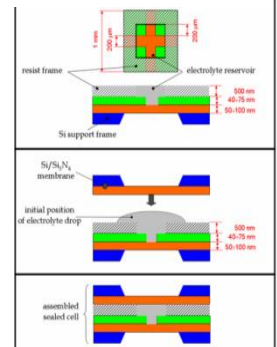 1 mm
200 µm
200 µm
resist frame
electrolyte reservoir
500 nm
40-75 nm
50-100 nm
Si support frame
Si/Si₃N₄
membrane
initial position
of electrolyte drop
500 nm
40-75 nm
50-100 nm
assembled
sealed cell